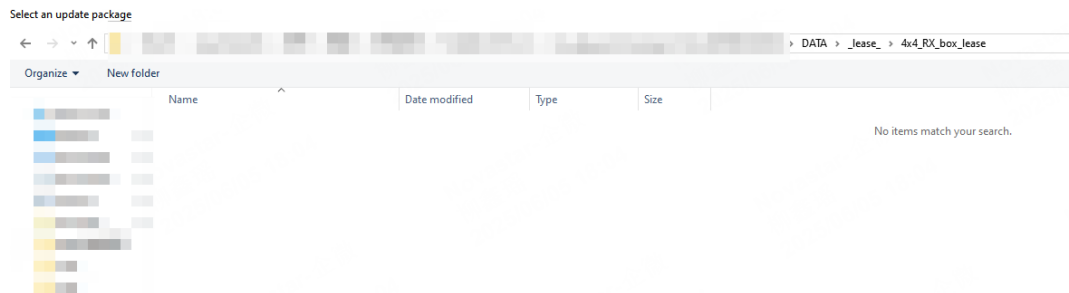 Select an update package
DATA › _lease_ › 4x4_RX_box_lease
Organize New folder
Name Date modified Type Size
No items match your search.